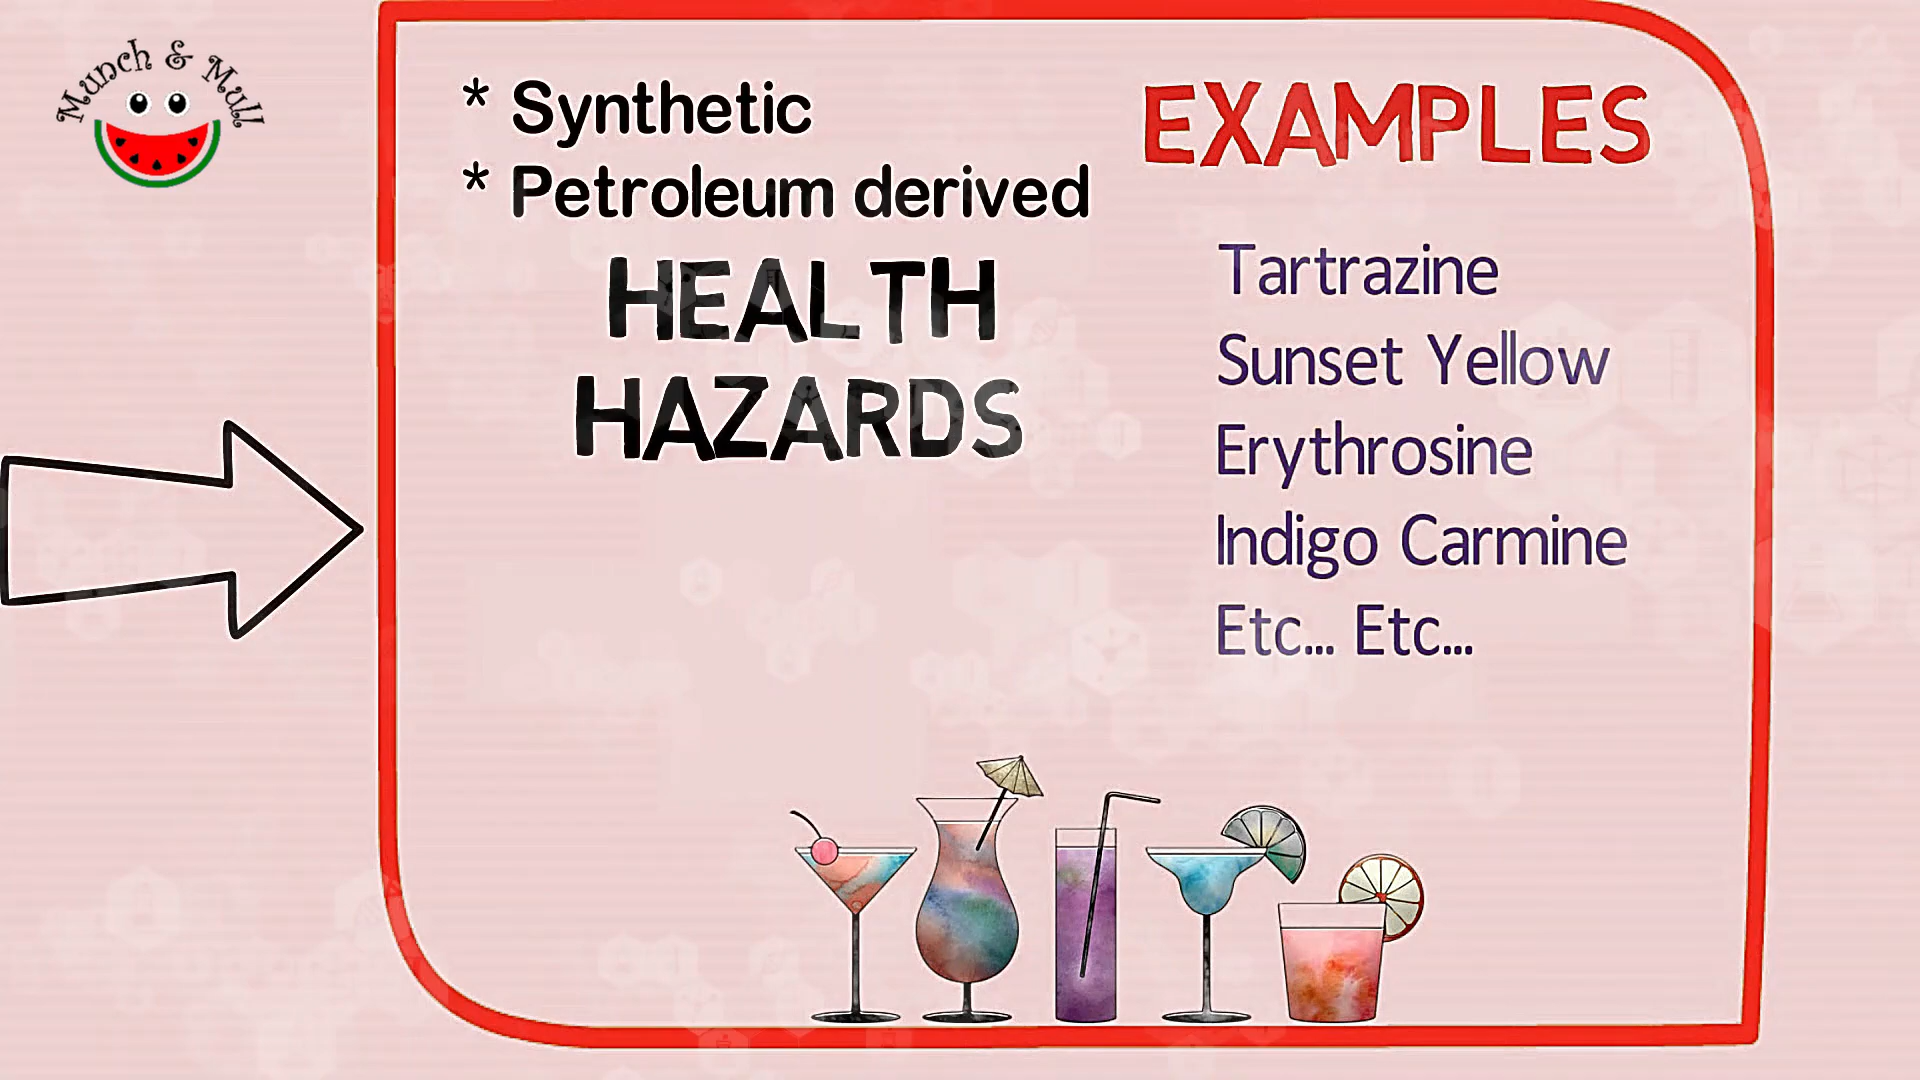 Munch & Mull
* Synthetic
* Petroleum derived
HEALTH
HAZARDS
EXAMPLES
Tartrazine
Sunset Yellow
Erythrosine
Indigo Carmine
Etc... Etc...